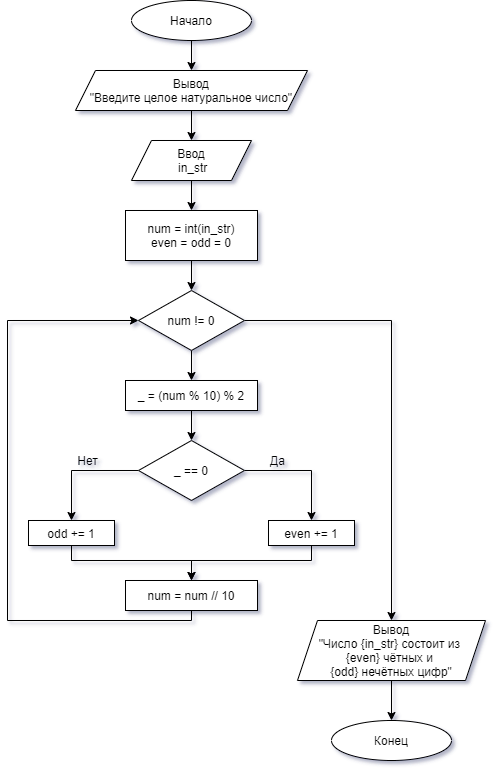 Начало
Вывод
"Введите целое натуральное число"
Ввод
in_str
num = int(in_str)
even = odd = 0
num != 0
_ = (num % 10) % 2
_ == 0
Нет
Да
odd += 1
even += 1
num = num // 10
Вывод
"Число {in_str} состоит из
{even} чётных и
{odd} нечётных цифр"
Конец